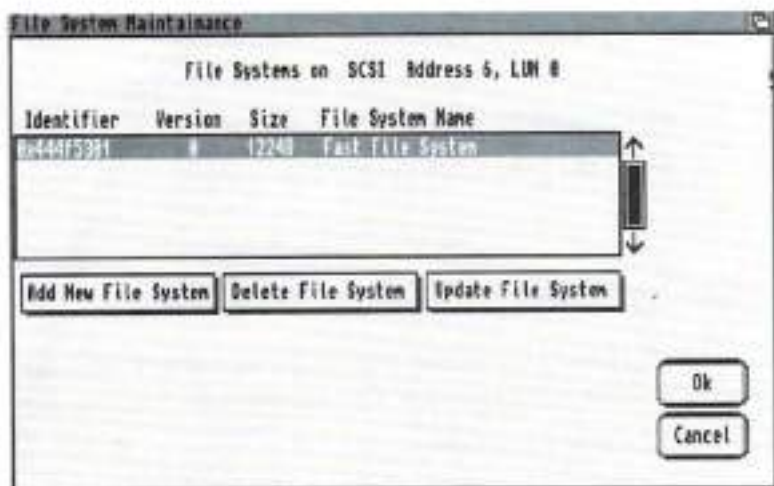 File System Maintainance
File Systems on SCSI Address 6, LUN 0
Identifier Version Size File System Name
0x444f5301 0 12248 Fast File System
Add New File System Delete File System Update File System
Ok
Cancel